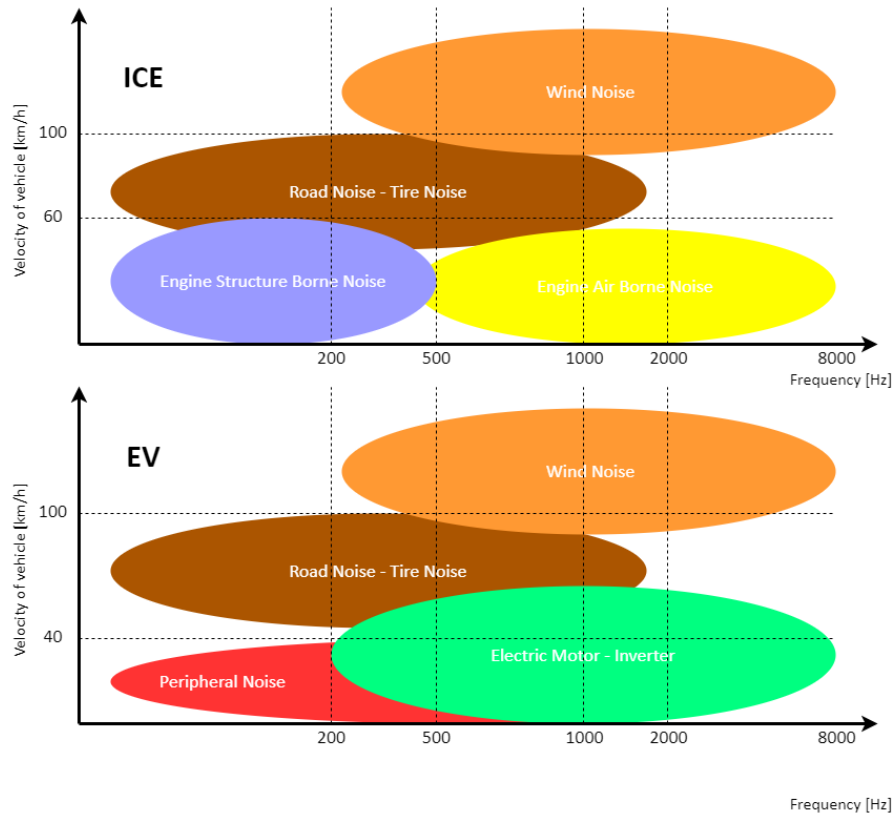 ICE
Velocity of vehicle [km/h]
Wind Noise
100
Road Noise - Tire Noise
60
Engine Structure Borne Noise
Engine Air Borne Noise
200
500
1000
2000
8000
Frequency [Hz]
EV
Velocity of vehicle [km/h]
Wind Noise
100
Road Noise - Tire Noise
40
Electric Motor - Inverter
Peripheral Noise
200
500
1000
2000
8000
Frequency [Hz]